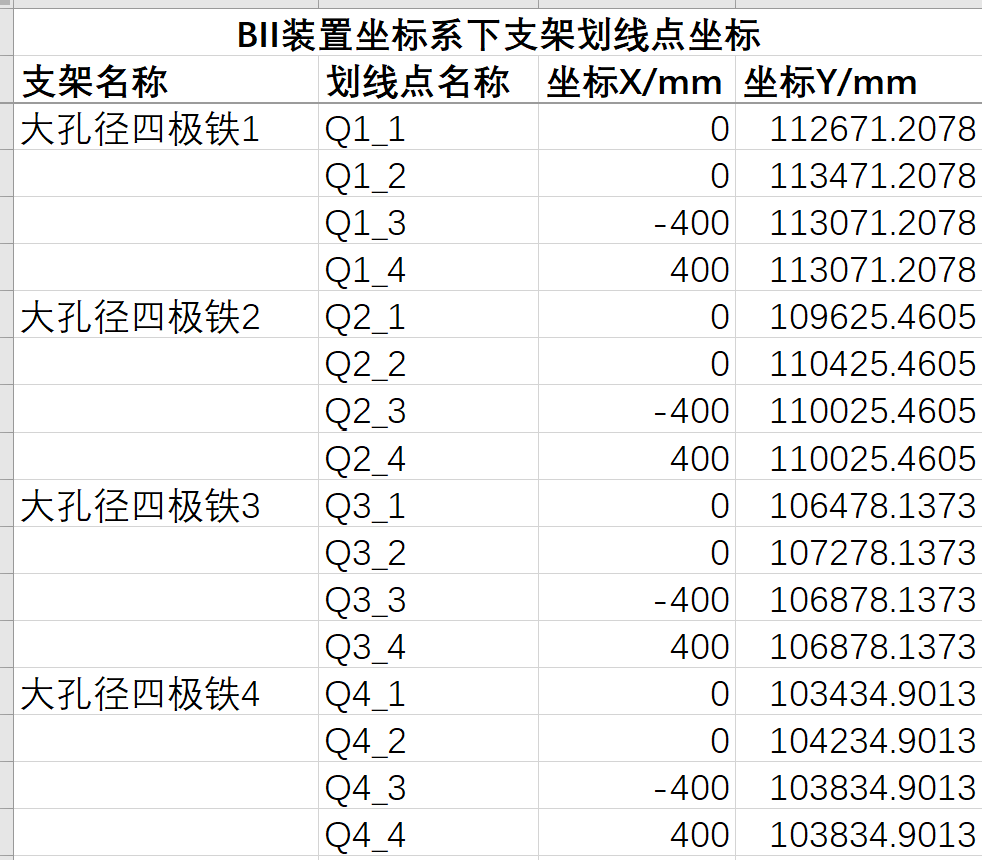 BII装置坐标系下支架划线点坐标
支架名称 划线点名称 坐标X/mm 坐标Y/mm
大孔径四极铁1 Q1_1 0 112671.2078
Q1_2 0 113471.2078
Q1_3 -400 113071.2078
Q1_4 400 113071.2078
大孔径四极铁2 Q2_1 0 109625.4605
Q2_2 0 110425.4605
Q2_3 -400 110025.4605
Q2_4 400 110025.4605
大孔径四极铁3 Q3_1 0 106478.1373
Q3_2 0 107278.1373
Q3_3 -400 106878.1373
Q3_4 400 106878.1373
大孔径四极铁4 Q4_1 0 103434.9013
Q4_2 0 104234.9013
Q4_3 -400 103834.9013
Q4_4 400 103834.9013